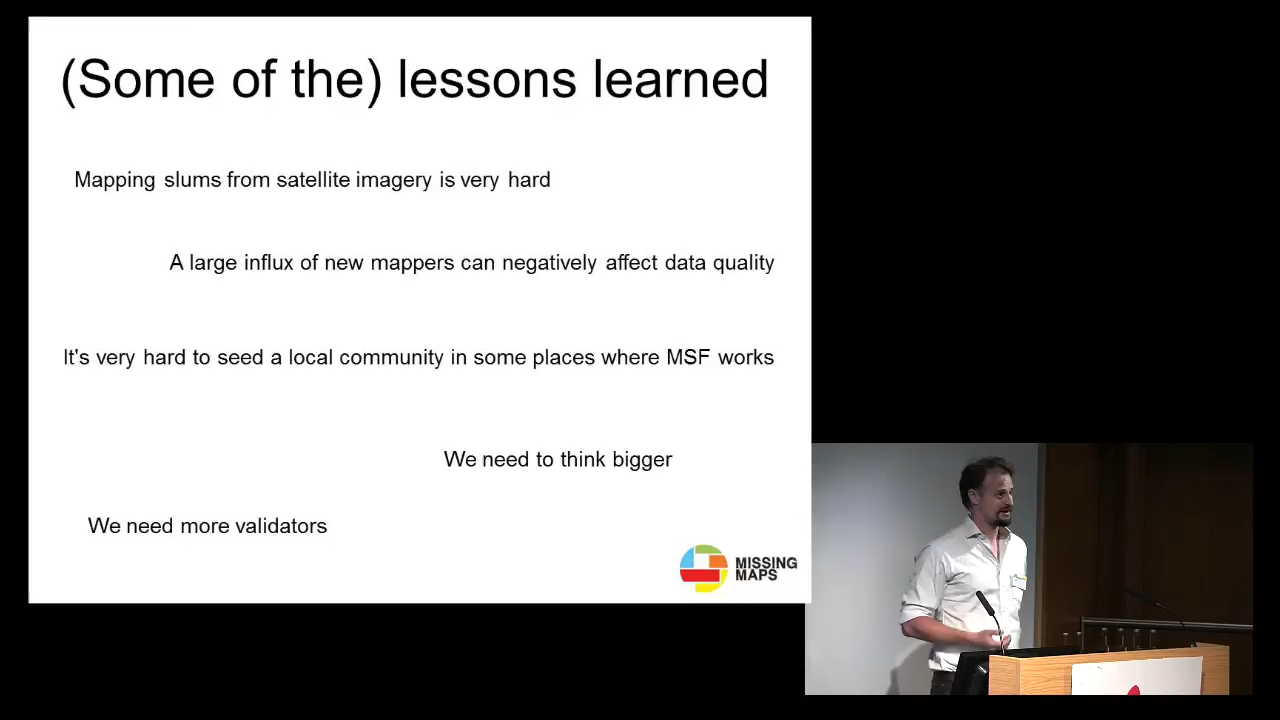 (Some of the) lessons learned
Mapping slums from satellite imagery is very hard
A large influx of new mappers can negatively affect data quality
It's very hard to seed a local community in some places where MSF works
We need to think bigger
We need more validators
MISSING
MAPS